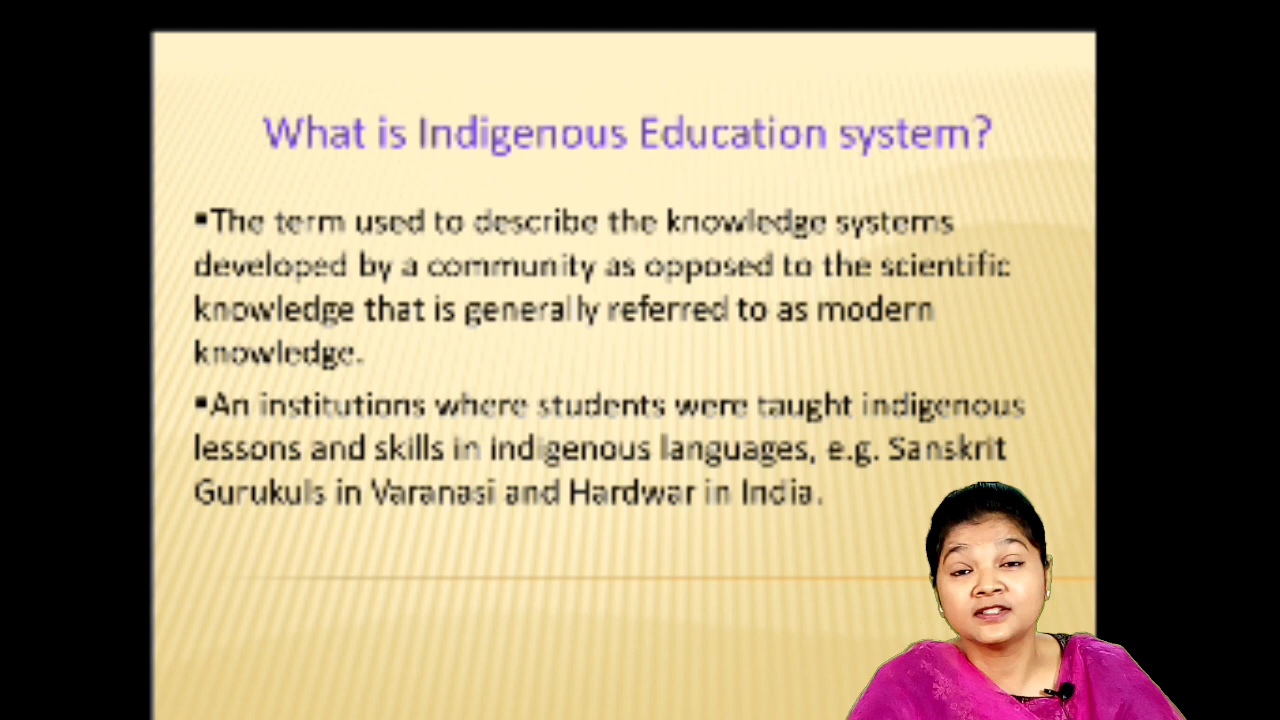 What is Indigenous Education system?
▪The term used to describe the knowledge systems
developed by a community as opposed to the scientific
knowledge that is generally referred to as modern
knowledge.
▪An institutions where students were taught indigenous
lessons and skills in indigenous languages, e.g. Sanskrit
Gurukuls in Varanasi and Hardwar in India.